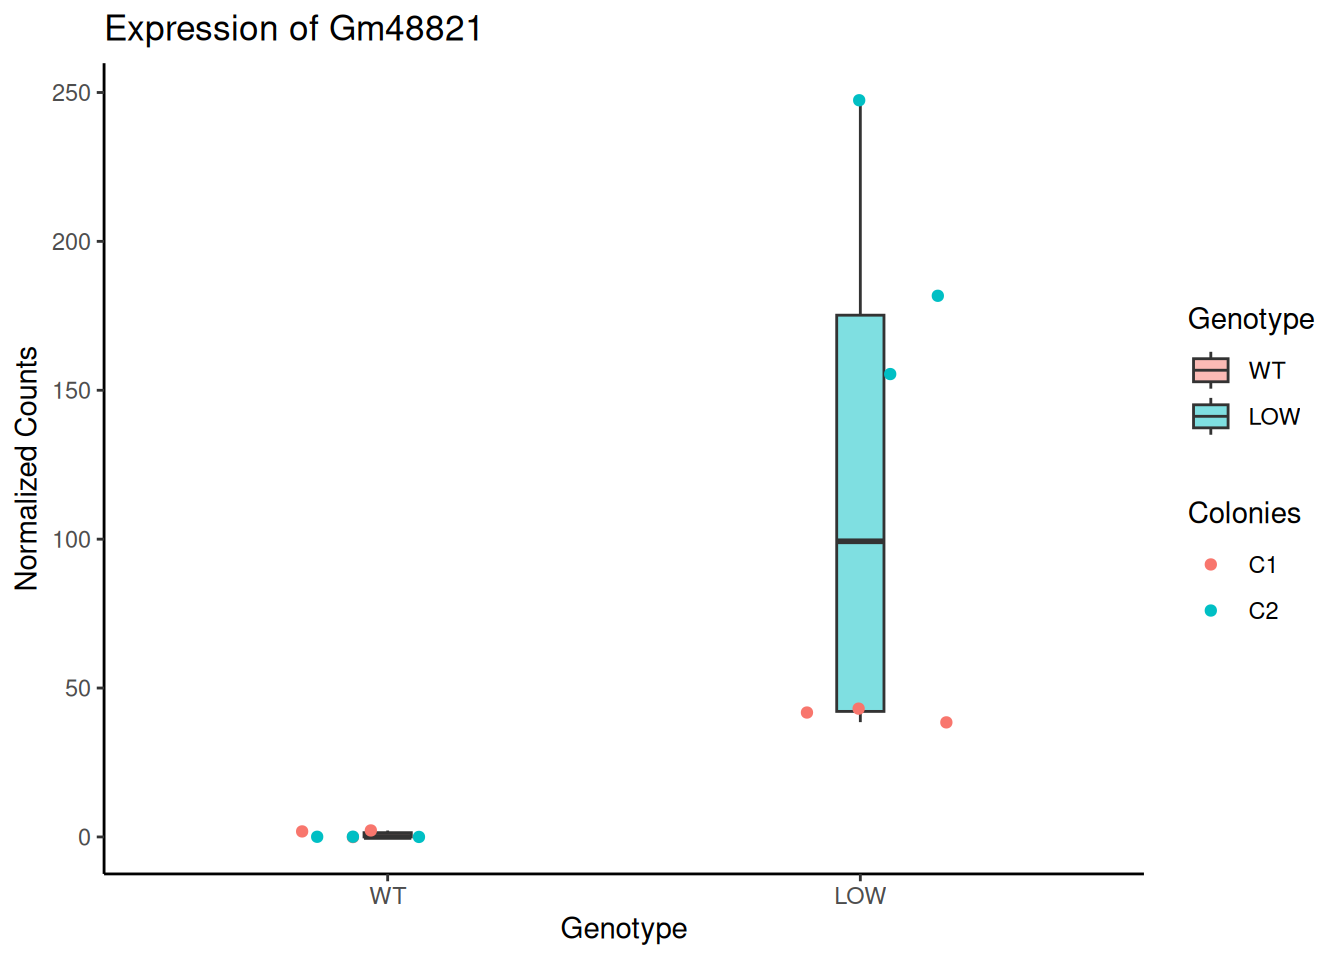 Expression of Gm48821
Normalized Counts
250
200
150
100
50
0
WT
LOW
Genotype
Genotype
WT
LOW
Colonies
C1
C2